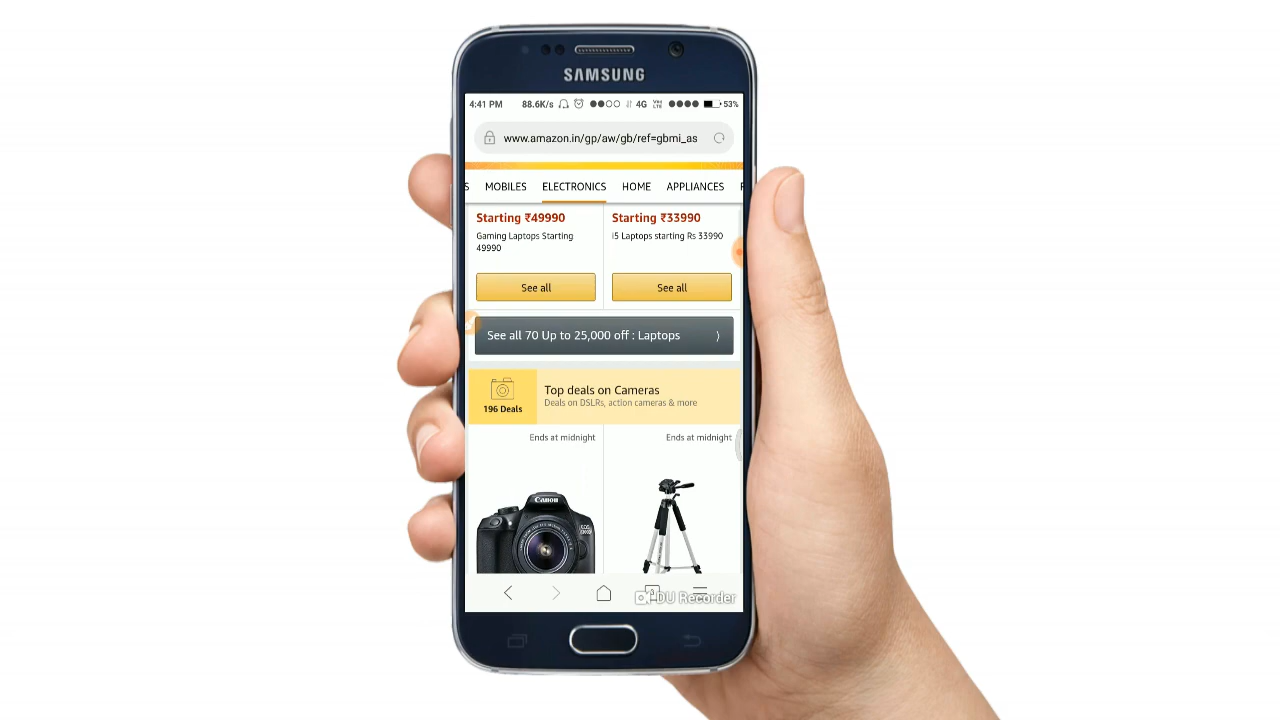 SAMSUNG
4:41 PM 88.6K/s 4G VoLTE 53%
www.amazon.in/gp/aw/gb/ref=gbmi_as
S MOBILES ELECTRONICS HOME APPLIANCES
Starting ₹49990
Gaming Laptops Starting
49990
See all
Starting ₹33990
i5 Laptops starting Rs 33990
See all
See all 70 Up to 25,000 off : Laptops
196 Deals
Top deals on Cameras
Deals on DSLRs, action cameras & more
Ends at midnight
Canon
EOS
Ends at midnight
DU Recorder